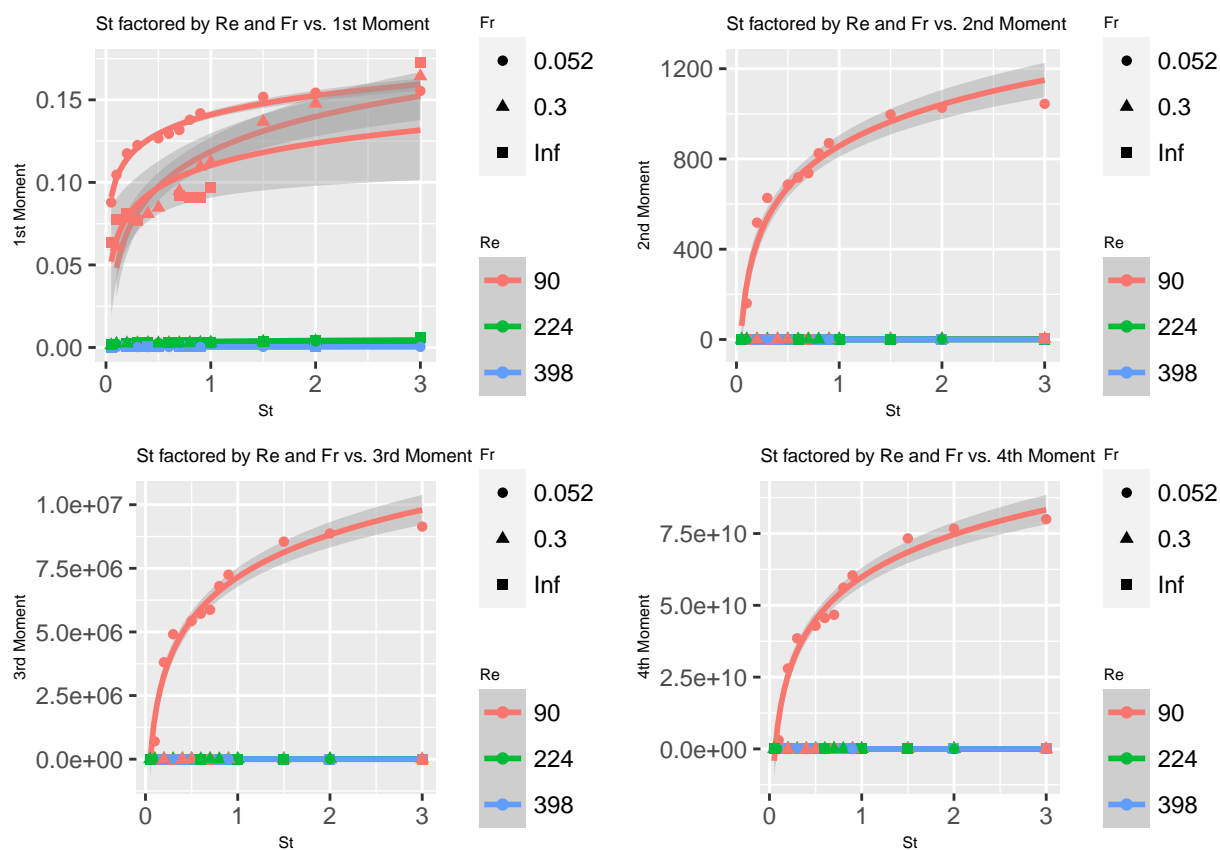 St factored by Re and Fr vs. 1st Moment
1st Moment
0.15
0.10
0.05
0.00
0
1
2
3
St
Fr
0.052
0.3
Inf
Re
90
224
398
St factored by Re and Fr vs. 2nd Moment
2nd Moment
1200
800
400
0
0
1
2
3
St
Fr
0.052
0.3
Inf
Re
90
224
398
St factored by Re and Fr vs. 3rd Moment
3rd Moment
1.0e+07
7.5e+06
5.0e+06
2.5e+06
0.0e+00
0
1
2
3
St
Fr
0.052
0.3
Inf
Re
90
224
398
St factored by Re and Fr vs. 4th Moment
4th Moment
7.5e+10
5.0e+10
2.5e+10
0.0e+00
0
1
2
3
St
Fr
0.052
0.3
Inf
Re
90
224
398